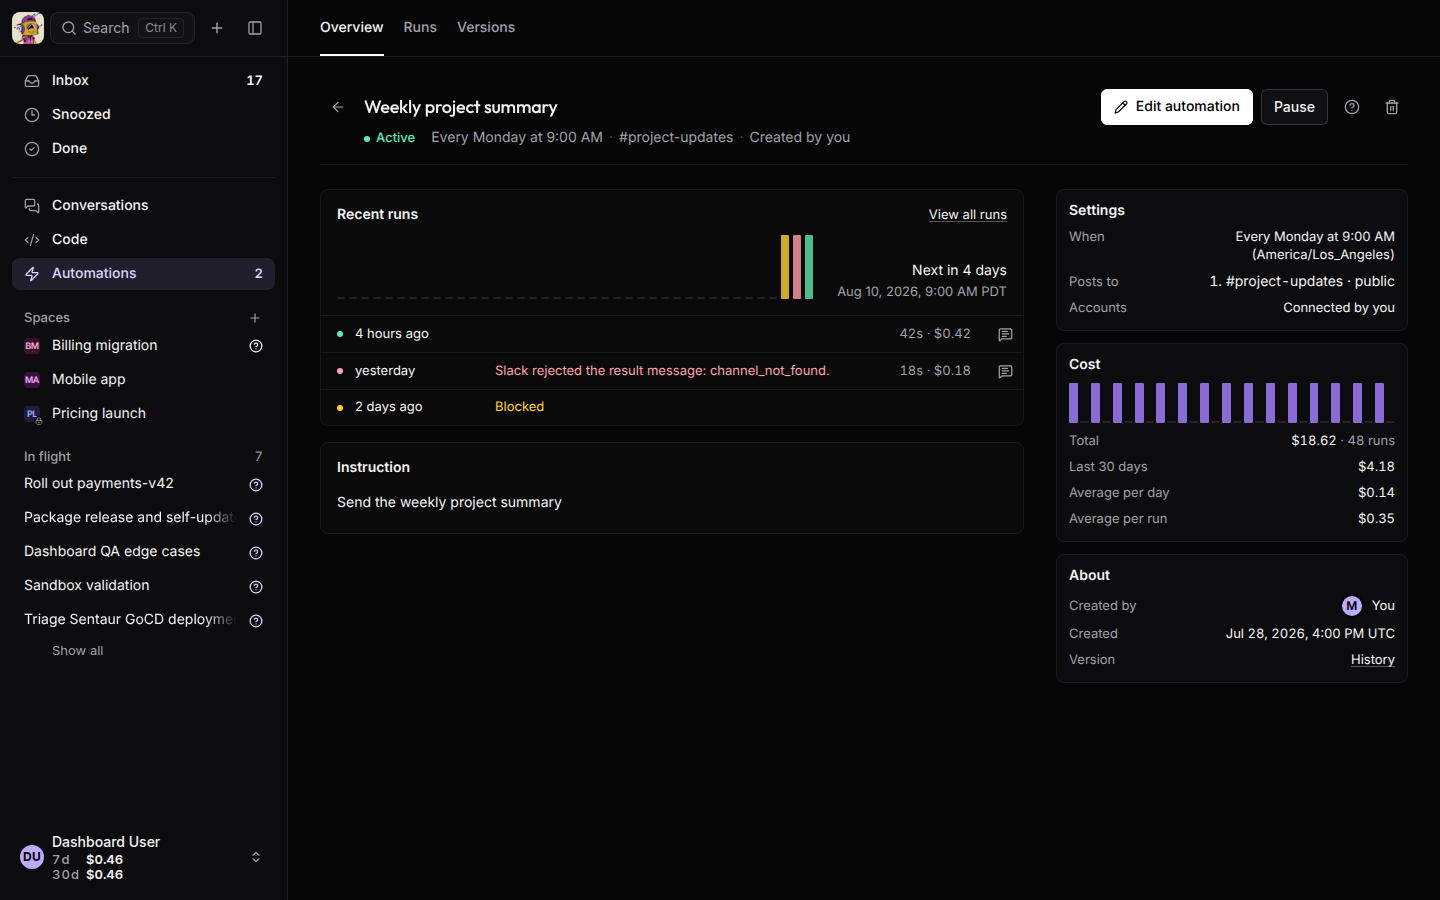 Search Ctrl K
Inbox 17
Snoozed
Done
Conversations
Code
Automations 2
Spaces
BM Billing migration
MA Mobile app
PL Pricing launch
In flight 7
Roll out payments-v42
Package release and self-updat
Dashboard QA edge cases
Sandbox validation
Triage Sentaur GoCD deployme
Show all
DU Dashboard User
7d $0.46
30d $0.46
Overview Runs Versions
Weekly project summary
Edit automation Pause
Active Every Monday at 9:00 AM · #project-updates · Created by you
Recent runs View all runs
Next in 4 days
Aug 10, 2026, 9:00 AM PDT
4 hours ago 42s · $0.42
yesterday Slack rejected the result message: channel_not_found. 18s · $0.18
2 days ago Blocked
Instruction
Send the weekly project summary
Settings
When Every Monday at 9:00 AM
(America/Los_Angeles)
Posts to 1. #project-updates · public
Accounts Connected by you
Cost
Total $18.62 · 48 runs
Last 30 days $4.18
Average per day $0.14
Average per run $0.35
About
Created by M You
Created Jul 28, 2026, 4:00 PM UTC
Version History